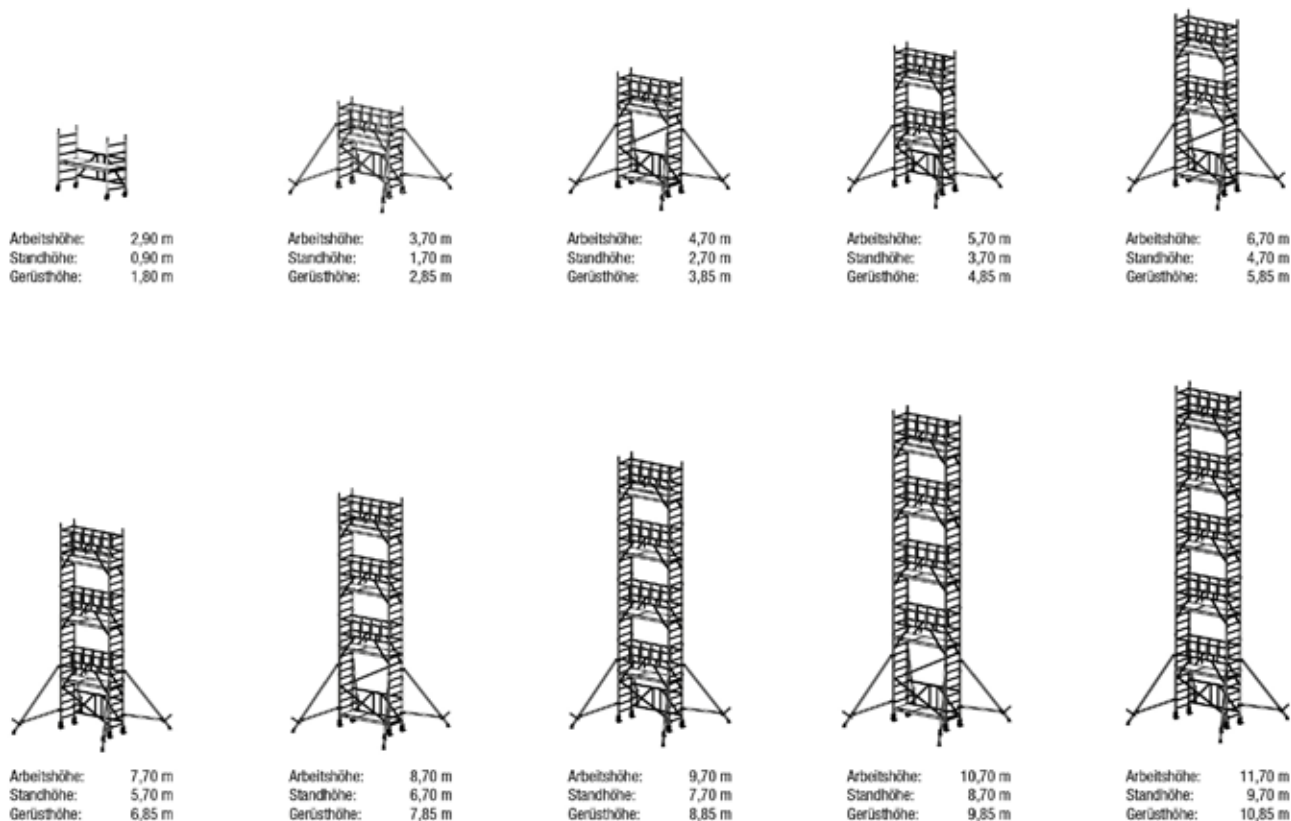 Arbeitshöhe: 2,90 m
Standhöhe: 0,90 m
Gerüsthöhe: 1,80 m
Arbeitshöhe: 3,70 m
Standhöhe: 1,70 m
Gerüsthöhe: 2,85 m
Arbeitshöhe: 4,70 m
Standhöhe: 2,70 m
Gerüsthöhe: 3,85 m
Arbeitshöhe: 5,70 m
Standhöhe: 3,70 m
Gerüsthöhe: 4,85 m
Arbeitshöhe: 6,70 m
Standhöhe: 4,70 m
Gerüsthöhe: 5,85 m
Arbeitshöhe: 7,70 m
Standhöhe: 5,70 m
Gerüsthöhe: 6,85 m
Arbeitshöhe: 8,70 m
Standhöhe: 6,70 m
Gerüsthöhe: 7,85 m
Arbeitshöhe: 9,70 m
Standhöhe: 7,70 m
Gerüsthöhe: 8,85 m
Arbeitshöhe: 10,70 m
Standhöhe: 8,70 m
Gerüsthöhe: 9,85 m
Arbeitshöhe: 11,70 m
Standhöhe: 9,70 m
Gerüsthöhe: 10,85 m